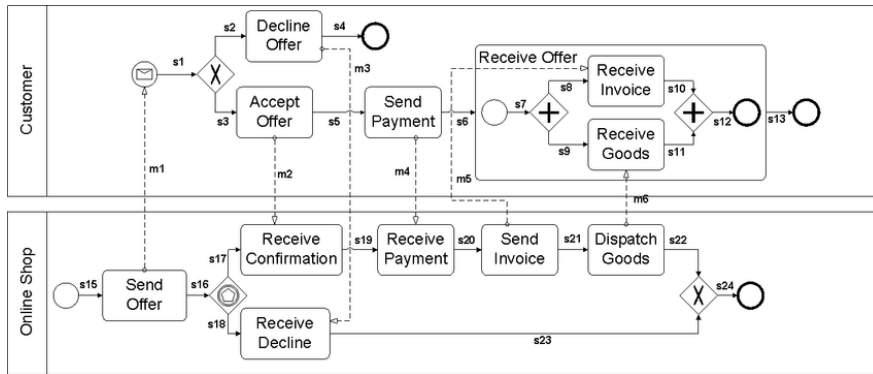 Customer
s1
s2
Decline
Offer
s4
m3
s3
Accept
Offer
s5
Send
Payment
s6
Receive Offer
s7
s8
Receive
Invoice
s10
s9
Receive
Goods
s11
s12
s13
m1
m2
m4
m5
m6
Online Shop
s15
Send
Offer
s16
s17
Receive
Confirmation
s19
Receive
Payment
s20
Send
Invoice
s21
Dispatch
Goods
s22
s18
Receive
Decline
s23
s24